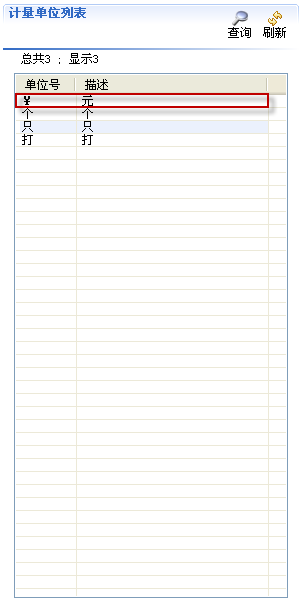 计量单位列表
查询 刷新
总共3 ; 显示3
单位号 描述
¥ 元
个 个
只 只
打 打